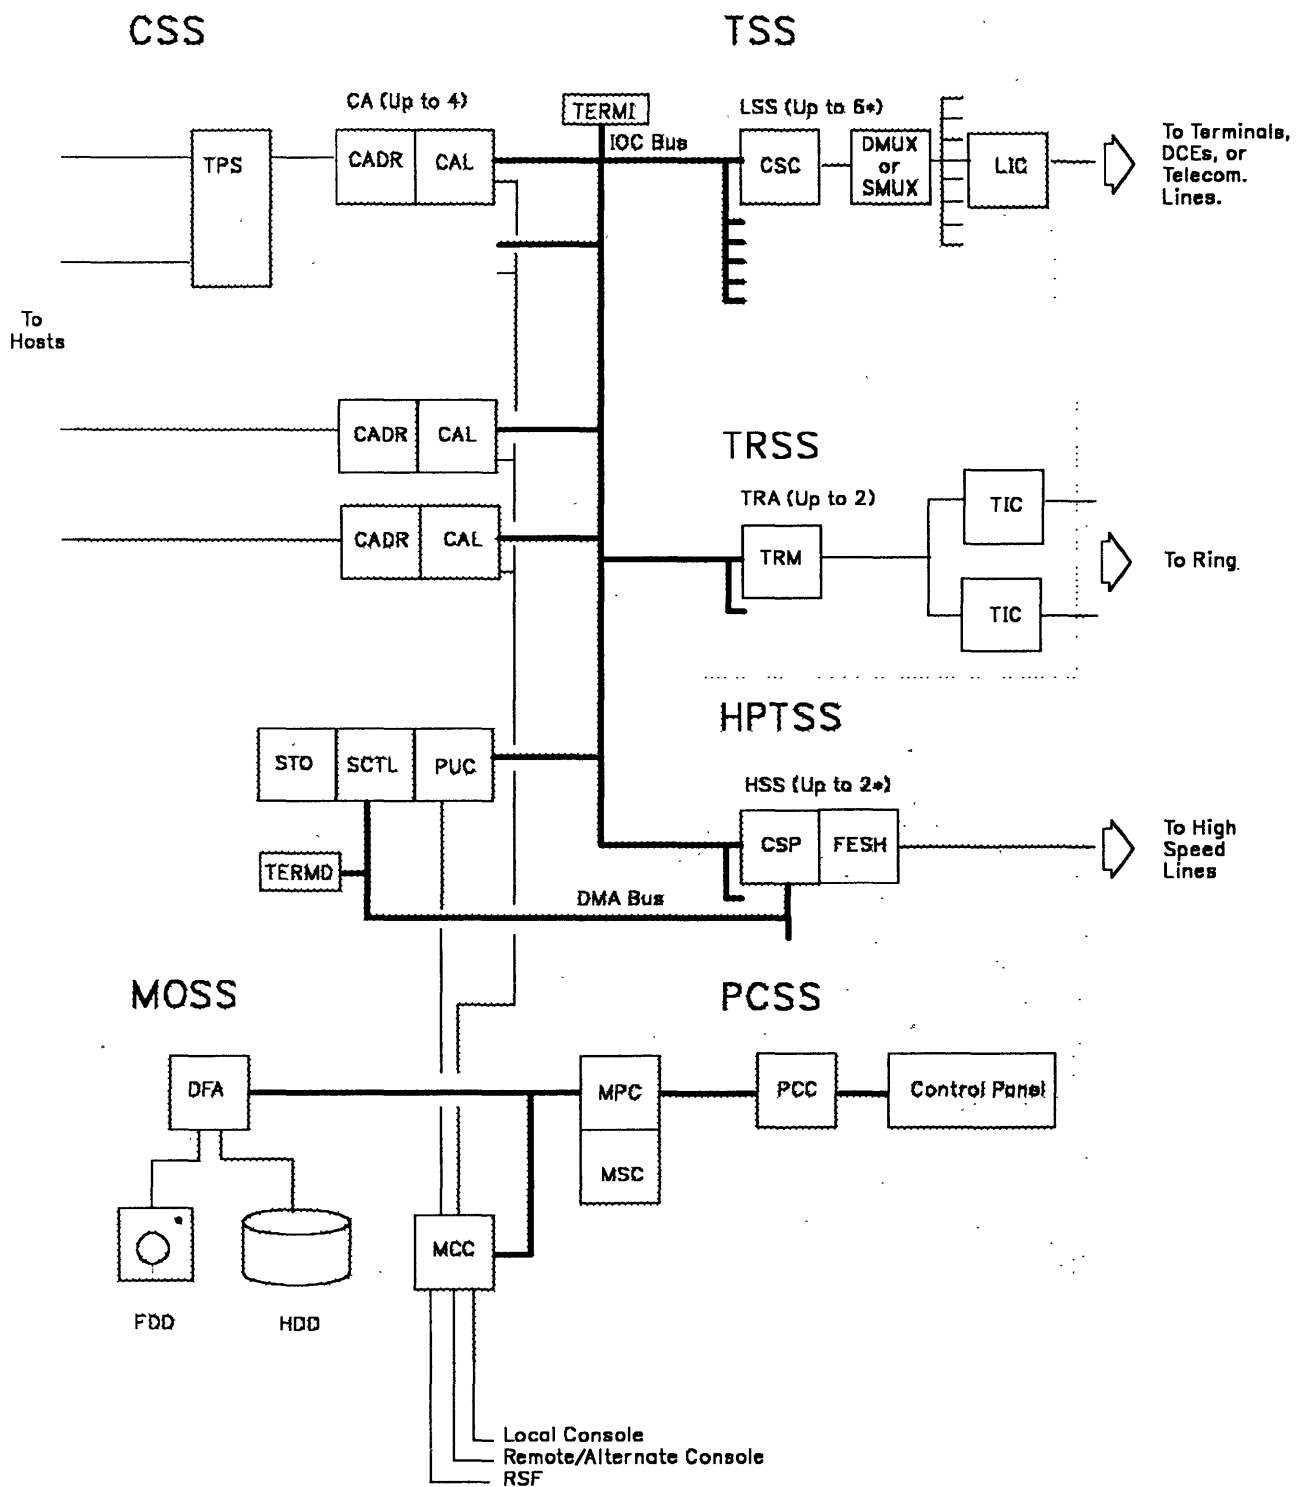 CSS
TSS
CA (Up to 4)
TERMI
LSS (Up to 6*)
IOC Bus
TPS
CADR
CAL
CSC
DMUX
or
SMUX
LIC
To Terminals,
DCEs, or
Telecom.
Lines.
To
Hosts
CADR
CAL
TRSS
TRA (Up to 2)
TIC
CADR
CAL
TRM
To Ring
TIC
HPTSS
STO
SCTL
PUC
HSS (Up to 2*)
CSP
FESH
To High
Speed
Lines
TERMD
DMA Bus
MOSS
PCSS
DFA
MPC
PCC
Control Panel
MSC
MCC
FDD
HDD
Local Console
Remote/Alternate Console
RSF